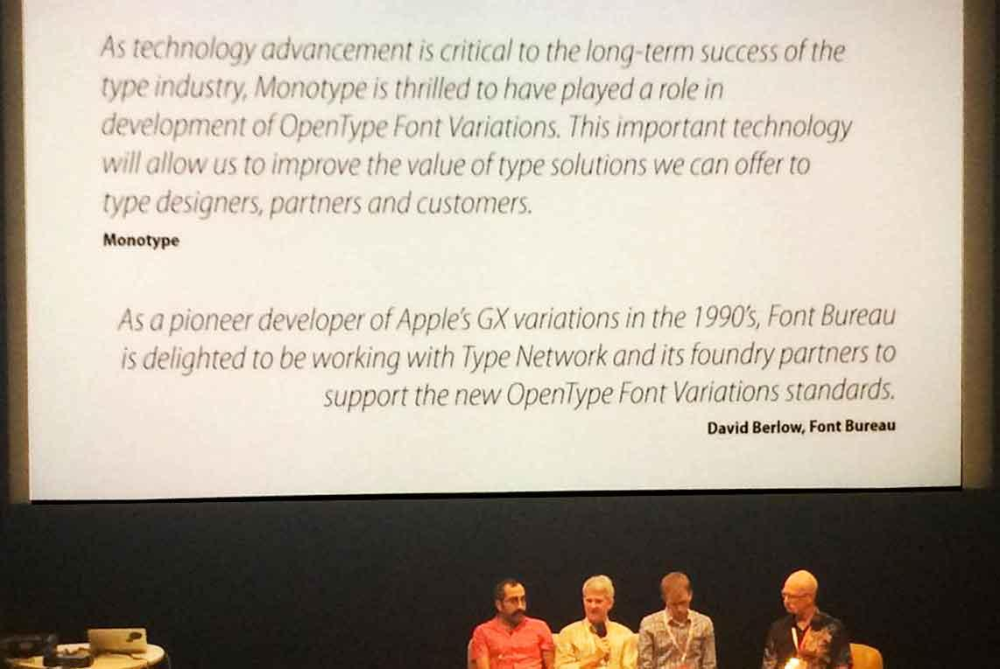 As technology advancement is critical to the long-term success of the
type industry, Monotype is thrilled to have played a role in
development of OpenType Font Variations. This important technology
will allow us to improve the value of type solutions we can offer to
type designers, partners and customers.
Monotype
As a pioneer developer of Apple's GX variations in the 1990's, Font Bureau
is delighted to be working with Type Network and its foundry partners to
support the new OpenType Font Variations standards.
David Berlow, Font Bureau